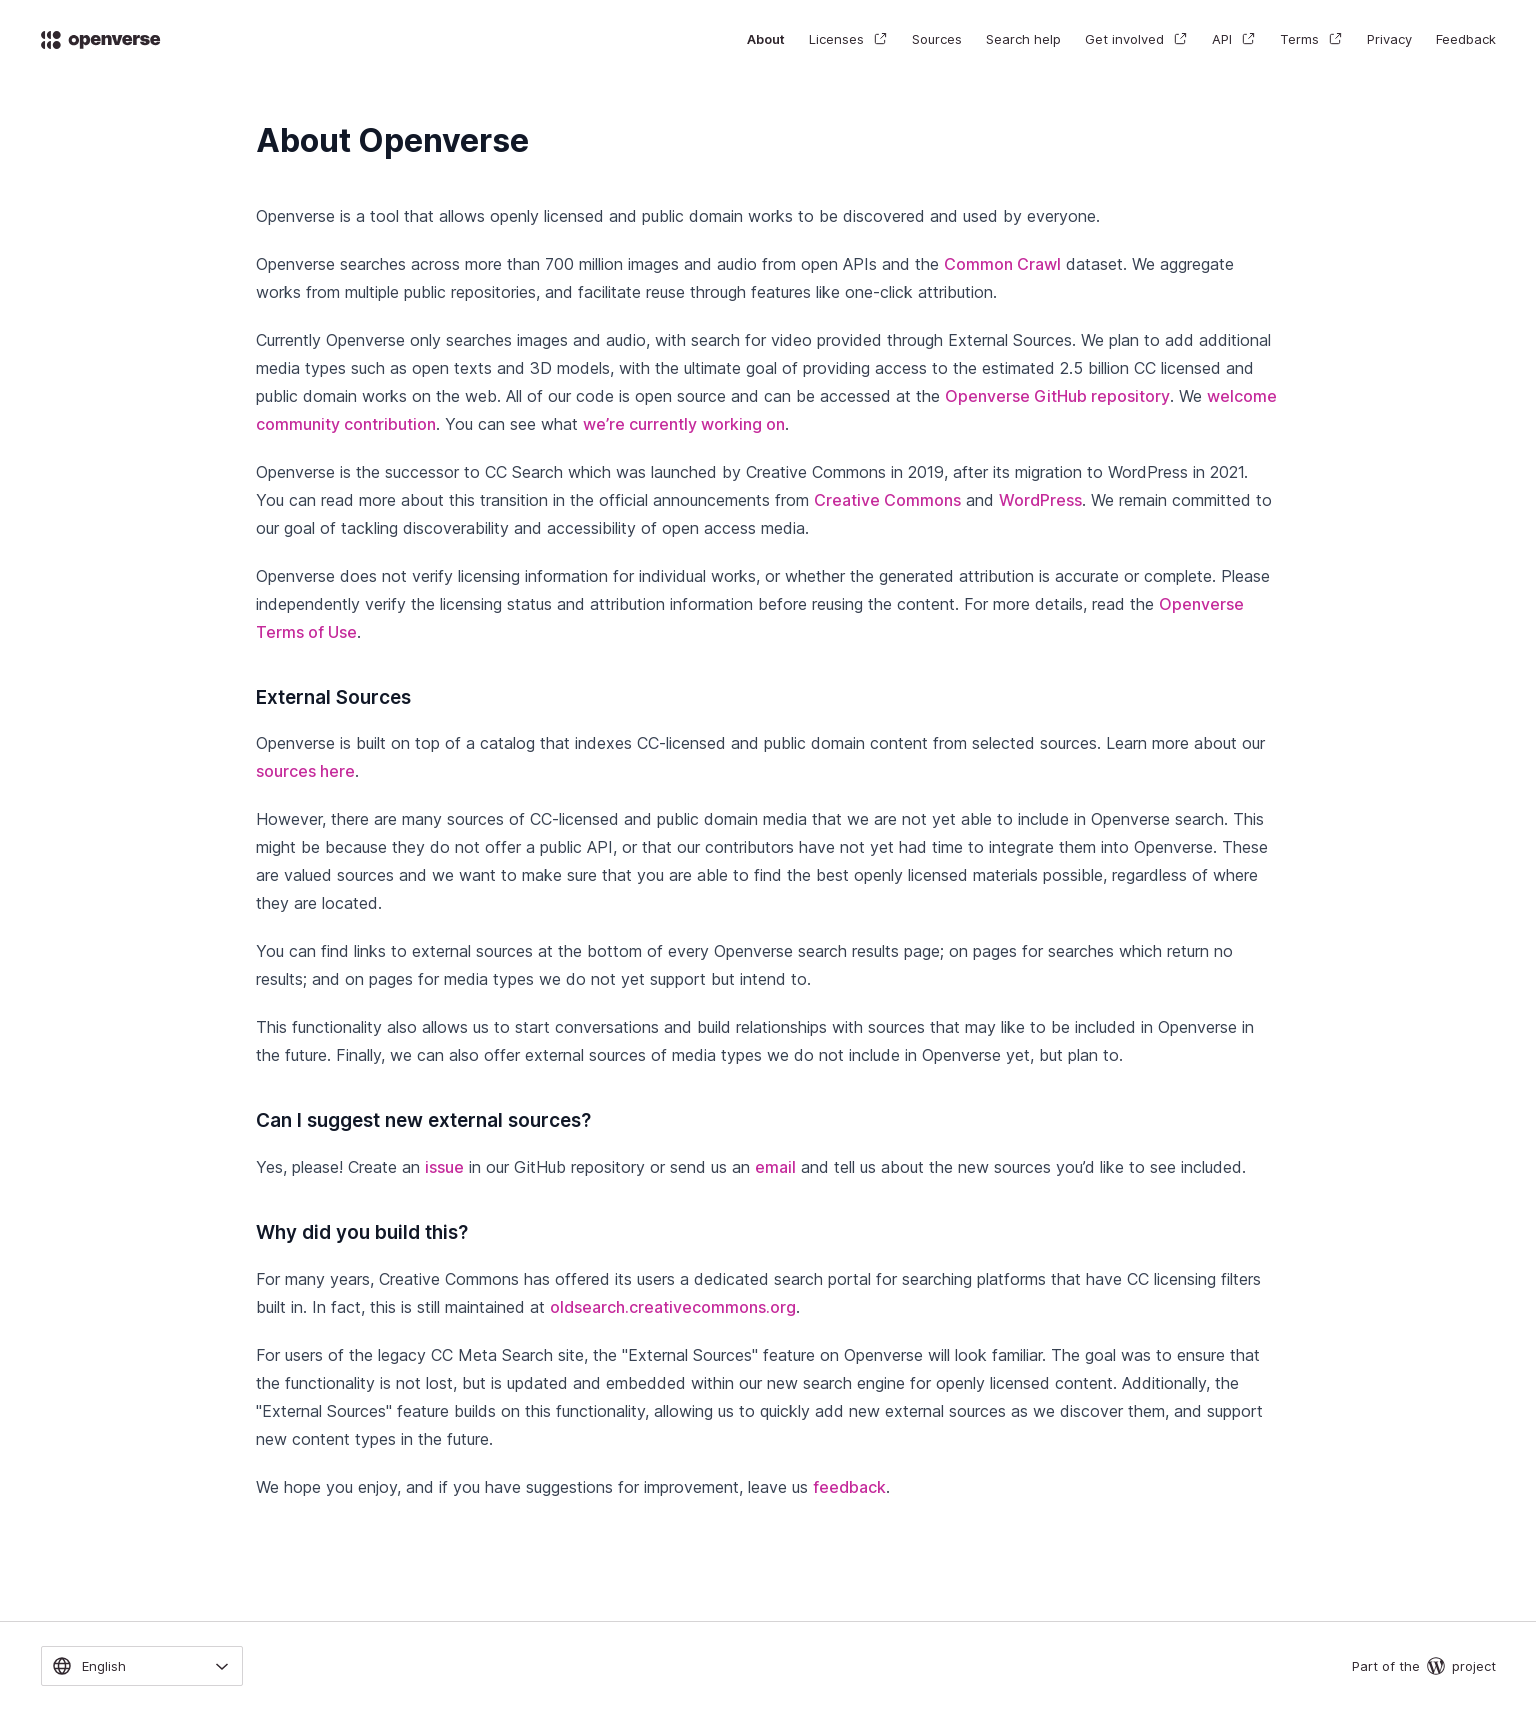 openverse
About Licenses Sources Search help Get involved API Terms Privacy Feedback
About Openverse
Openverse is a tool that allows openly licensed and public domain works to be discovered and used by everyone.
Openverse searches across more than 700 million images and audio from open APIs and the Common Crawl dataset. We aggregate
works from multiple public repositories, and facilitate reuse through features like one-click attribution.
Currently Openverse only searches images and audio, with search for video provided through External Sources. We plan to add additional
media types such as open texts and 3D models, with the ultimate goal of providing access to the estimated 2.5 billion CC licensed and
public domain works on the web. All of our code is open source and can be accessed at the Openverse GitHub repository. We welcome
community contribution. You can see what we’re currently working on.
Openverse is the successor to CC Search which was launched by Creative Commons in 2019, after its migration to WordPress in 2021.
You can read more about this transition in the official announcements from Creative Commons and WordPress. We remain committed to
our goal of tackling discoverability and accessibility of open access media.
Openverse does not verify licensing information for individual works, or whether the generated attribution is accurate or complete. Please
independently verify the licensing status and attribution information before reusing the content. For more details, read the Openverse
Terms of Use.
External Sources
Openverse is built on top of a catalog that indexes CC-licensed and public domain content from selected sources. Learn more about our
sources here.
However, there are many sources of CC-licensed and public domain media that we are not yet able to include in Openverse search. This
might be because they do not offer a public API, or that our contributors have not yet had time to integrate them into Openverse. These
are valued sources and we want to make sure that you are able to find the best openly licensed materials possible, regardless of where
they are located.
You can find links to external sources at the bottom of every Openverse search results page; on pages for searches which return no
results; and on pages for media types we do not yet support but intend to.
This functionality also allows us to start conversations and build relationships with sources that may like to be included in Openverse in
the future. Finally, we can also offer external sources of media types we do not include in Openverse yet, but plan to.
Can I suggest new external sources?
Yes, please! Create an issue in our GitHub repository or send us an email and tell us about the new sources you’d like to see included.
Why did you build this?
For many years, Creative Commons has offered its users a dedicated search portal for searching platforms that have CC licensing filters
built in. In fact, this is still maintained at oldsearch.creativecommons.org.
For users of the legacy CC Meta Search site, the "External Sources" feature on Openverse will look familiar. The goal was to ensure that
the functionality is not lost, but is updated and embedded within our new search engine for openly licensed content. Additionally, the
"External Sources" feature builds on this functionality, allowing us to quickly add new external sources as we discover them, and support
new content types in the future.
We hope you enjoy, and if you have suggestions for improvement, leave us feedback.
English
Part of the project